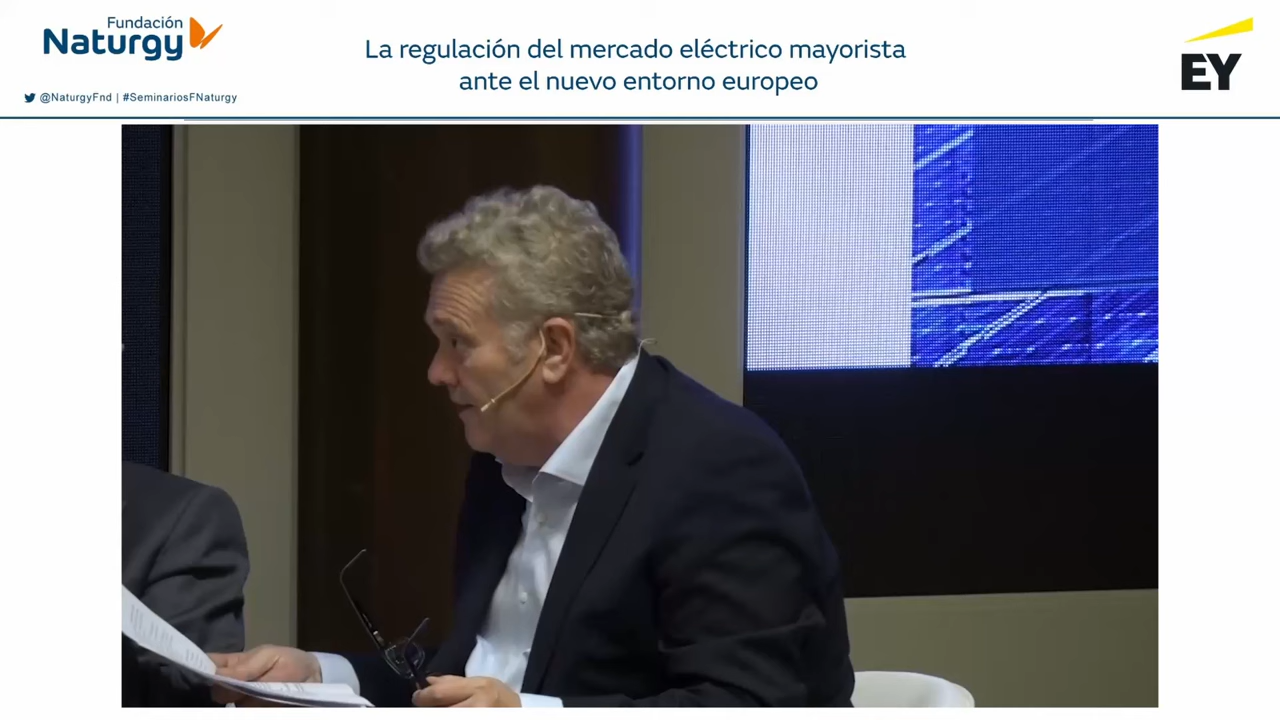 Fundación
Naturgy
@NaturgyFnd | #SeminariosFNaturgy
La regulación del mercado eléctrico mayorista
ante el nuevo entorno europeo
EY